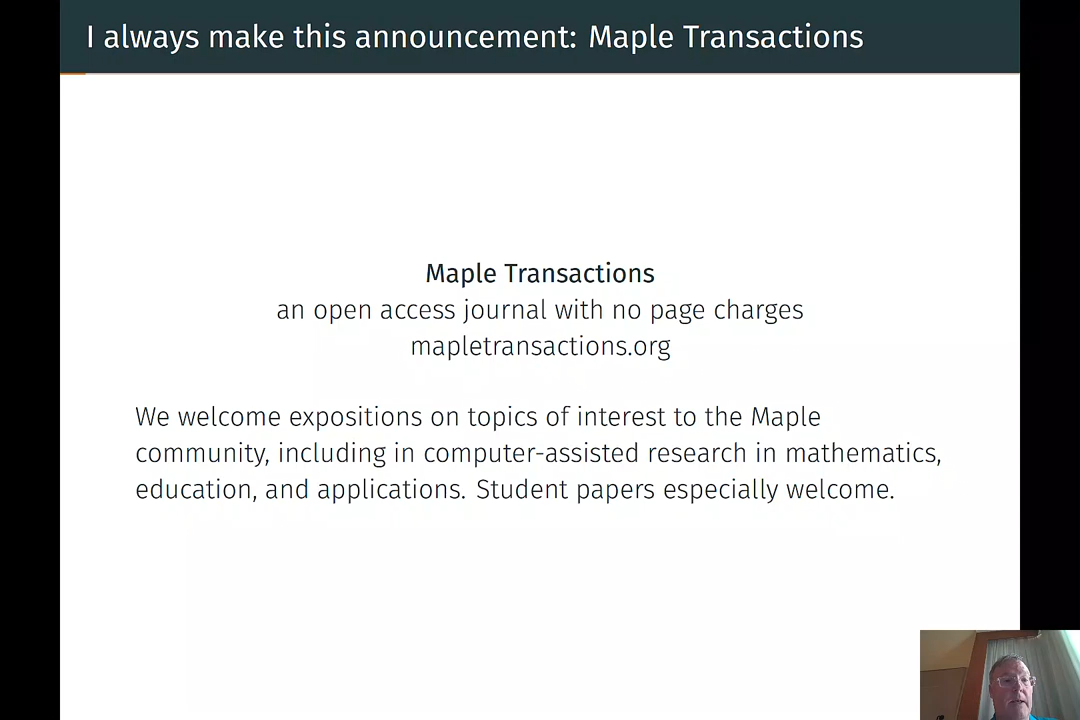 I always make this announcement: Maple Transactions
Maple Transactions
an open access journal with no page charges
mapletransactions.org
We welcome expositions on topics of interest to the Maple
community, including in computer-assisted research in mathematics,
education, and applications. Student papers especially welcome.